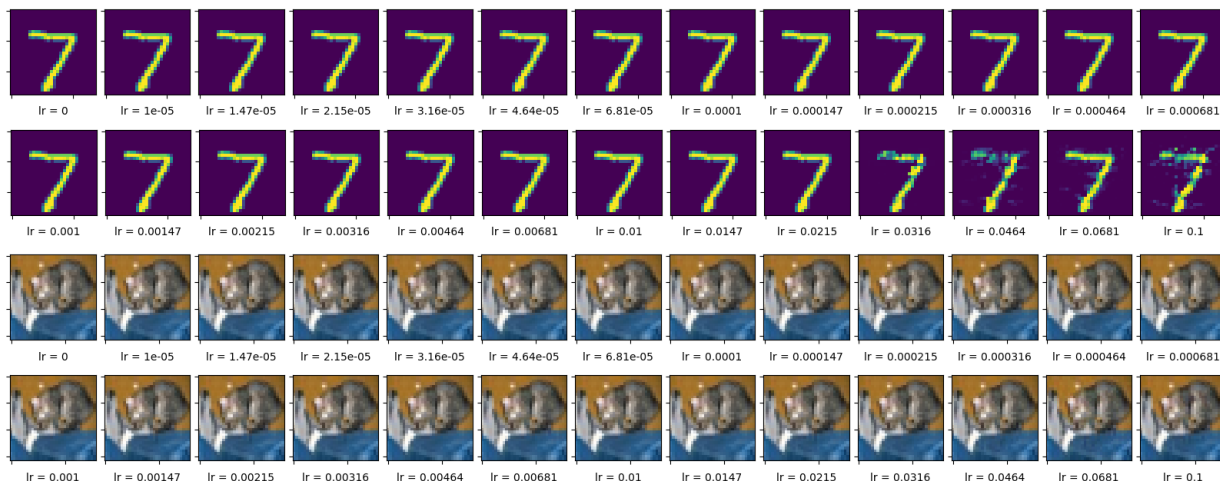 lr = 0 lr = 1e-05 lr = 1.47e-05 lr = 2.15e-05 lr = 3.16e-05 lr = 4.64e-05 lr = 6.81e-05 lr = 0.0001 lr = 0.000147 lr = 0.000215 lr = 0.000316 lr = 0.000464 lr = 0.000681
lr = 0.001 lr = 0.00147 lr = 0.00215 lr = 0.00316 lr = 0.00464 lr = 0.00681 lr = 0.01 lr = 0.0147 lr = 0.0215 lr = 0.0316 lr = 0.0464 lr = 0.0681 lr = 0.1
lr = 0 lr = 1e-05 lr = 1.47e-05 lr = 2.15e-05 lr = 3.16e-05 lr = 4.64e-05 lr = 6.81e-05 lr = 0.0001 lr = 0.000147 lr = 0.000215 lr = 0.000316 lr = 0.000464 lr = 0.000681
lr = 0.001 lr = 0.00147 lr = 0.00215 lr = 0.00316 lr = 0.00464 lr = 0.00681 lr = 0.01 lr = 0.0147 lr = 0.0215 lr = 0.0316 lr = 0.0464 lr = 0.0681 lr = 0.1